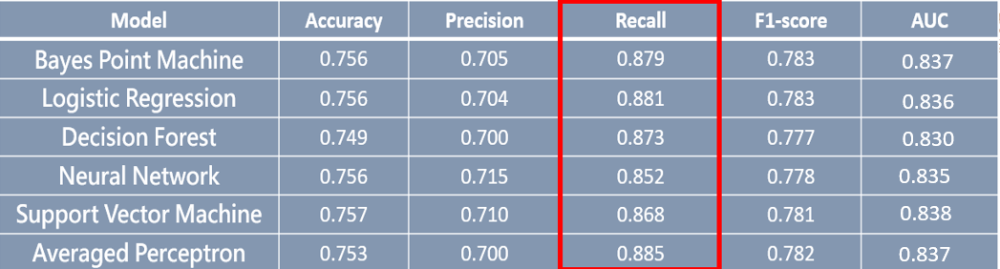 Model Accuracy Precision Recall F1-score AUC
Bayes Point Machine 0.756 0.705 0.879 0.783 0.837
Logistic Regression 0.756 0.704 0.881 0.783 0.836
Decision Forest 0.749 0.700 0.873 0.777 0.830
Neural Network 0.756 0.715 0.852 0.778 0.835
Support Vector Machine 0.757 0.710 0.868 0.781 0.838
Averaged Perceptron 0.753 0.700 0.885 0.782 0.837